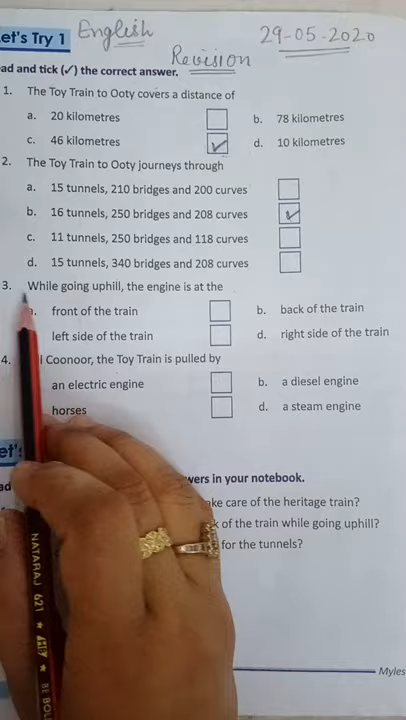 et's Try 1 English 29-05-2020
Revision
ad and tick (✓) the correct answer.
1. The Toy Train to Ooty covers a distance of
a. 20 kilometres b. 78 kilometres
c. 46 kilometres ✓ d. 10 kilometres
2. The Toy Train to Ooty journeys through
a. 15 tunnels, 210 bridges and 200 curves
b. 16 tunnels, 250 bridges and 208 curves ✓
c. 11 tunnels, 250 bridges and 118 curves
d. 15 tunnels, 340 bridges and 208 curves
3. While going uphill, the engine is at the
a. front of the train b. back of the train
left side of the train d. right side of the train
4. l Coonoor, the Toy Train is pulled by
an electric engine b. a diesel engine
horses d. a steam engine
et's
ad wers in your notebook.
ke care of the heritage train?
k of the train while going uphill?
for the tunnels?
NATARAJ 621
Myles